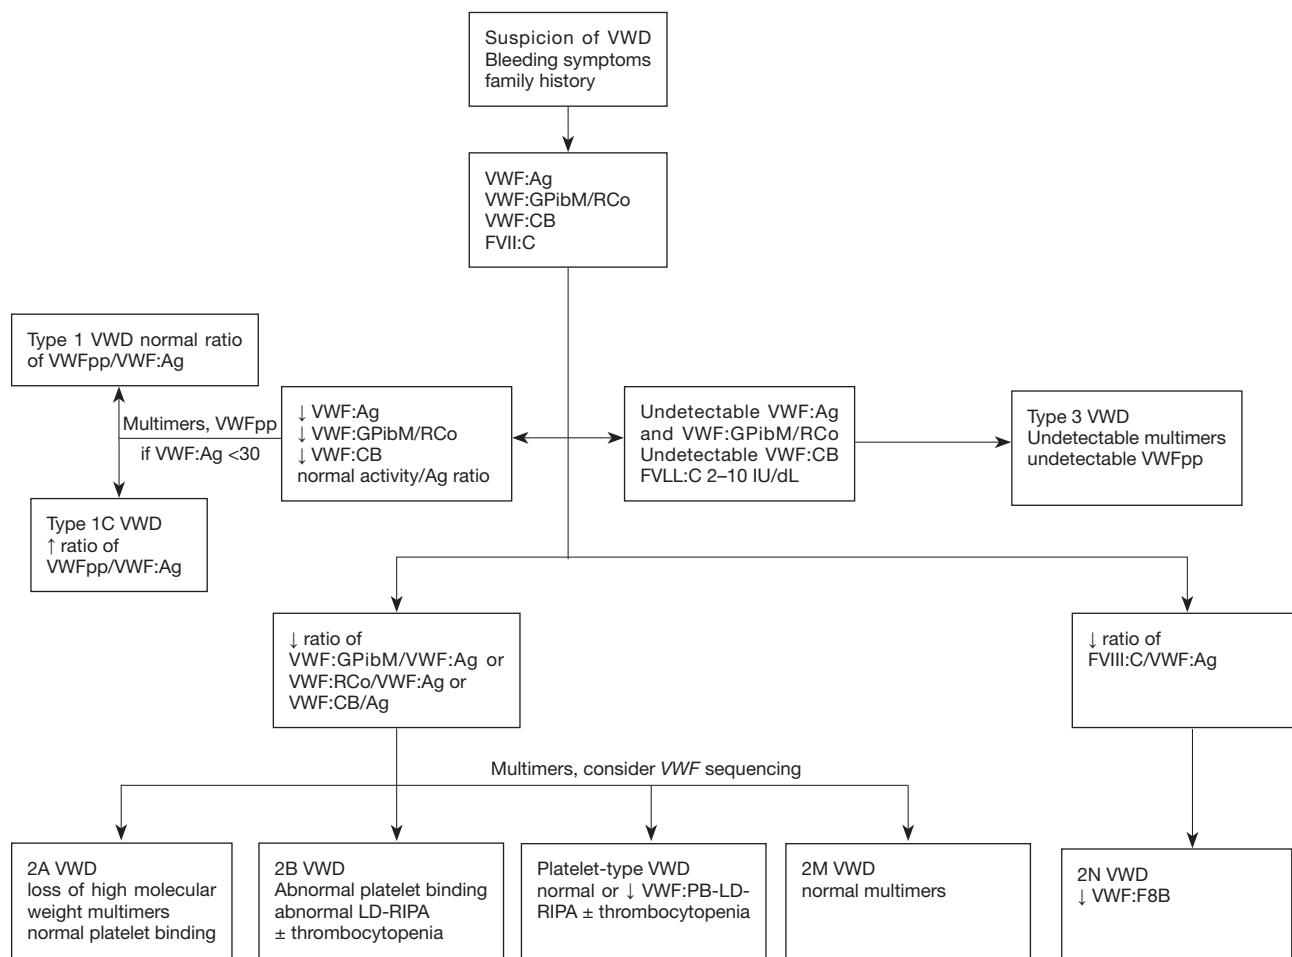 Suspicion of VWD
Bleeding symptoms
family history
VWF:Ag
VWF:GPibM/RCo
VWF:CB
FVII:C
Type 1 VWD normal ratio
of VWFpp/VWF:Ag
Multimers, VWFpp
if VWF:Ag <30
Type 1C VWD
↑ ratio of
VWFpp/VWF:Ag
↓ VWF:Ag
↓ VWF:GPibM/RCo
↓ VWF:CB
normal activity/Ag ratio
Undetectable VWF:Ag
and VWF:GPibM/RCo
Undetectable VWF:CB
FVLL:C 2–10 IU/dL
Type 3 VWD
Undetectable multimers
undetectable VWFpp
↓ ratio of
VWF:GPibM/VWF:Ag or
VWF:RCo/VWF:Ag or
VWF:CB/Ag
↓ ratio of
FVIII:C/VWF:Ag
Multimers, consider VWF sequencing
2A VWD
loss of high molecular
weight multimers
normal platelet binding
2B VWD
Abnormal platelet binding
abnormal LD-RIPA
± thrombocytopenia
Platelet-type VWD
normal or ↓ VWF:PB-LD-
RIPA ± thrombocytopenia
2M VWD
normal multimers
2N VWD
↓ VWF:F8B